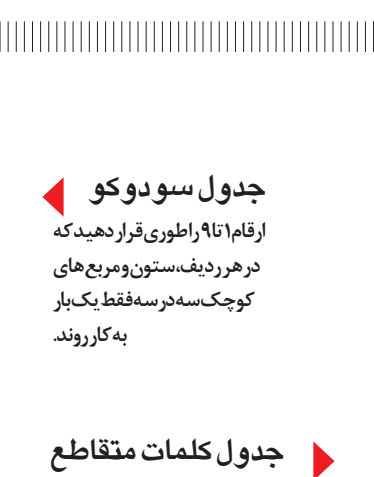 جدول سودوکو
ارقام ۱ تا ۹ را طوری قرار دهید که
در هر ردیف، ستون و مربع‌های
کوچک سه در سه فقط یک بار
به کار روند.
جدول کلمات متقاطع